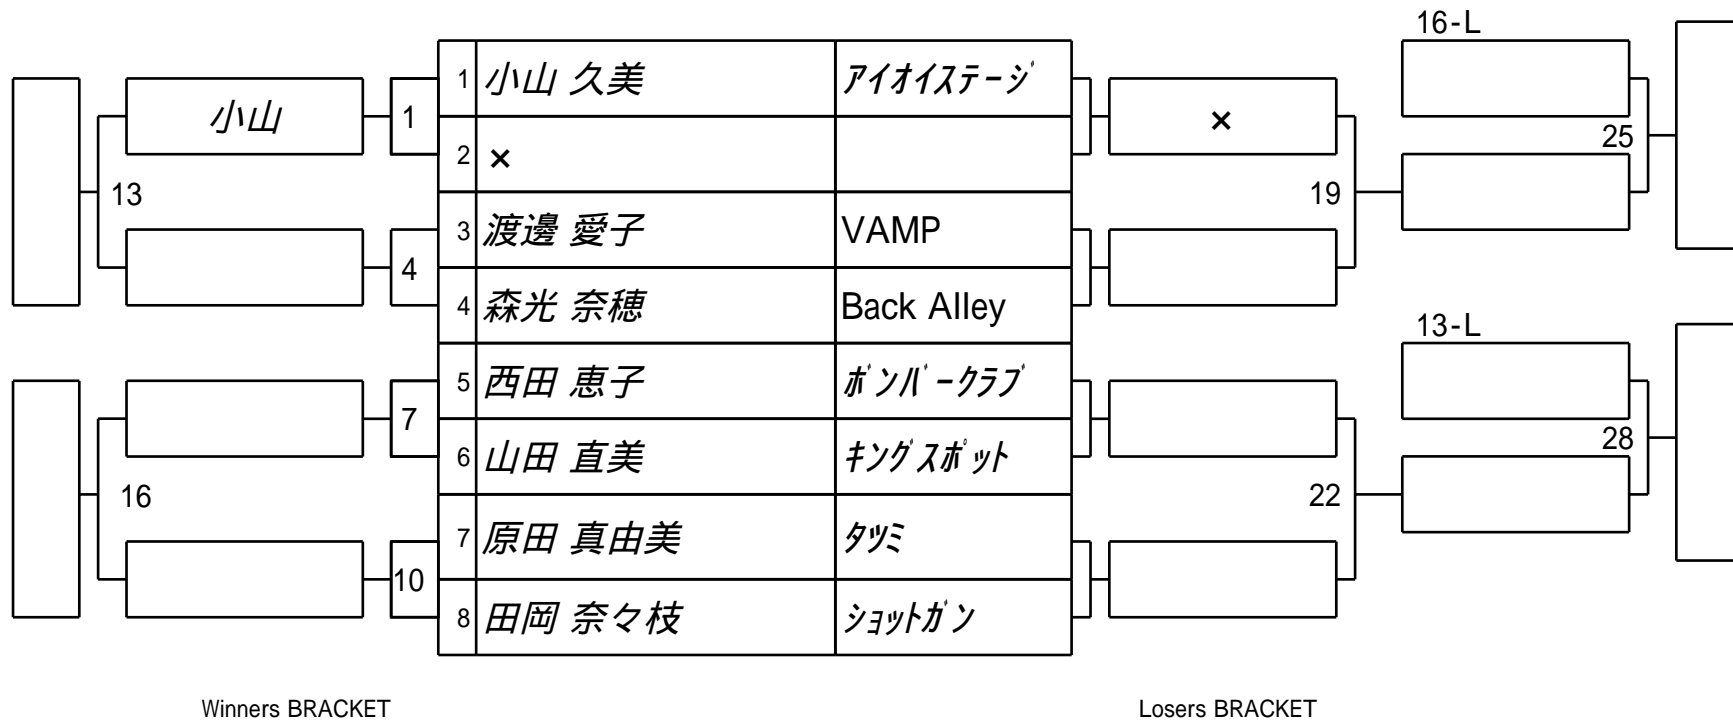 16-L
1 小山 久美 アイオイステージ
小山
1
×
2 ×
25
13
19
3 渡邊 愛子 VAMP
4
4 森光 奈穂 Back Alley
13-L
5 西田 恵子 ボンバークラブ
7
28
6 山田 直美 キングスポット
16
22
7 原田 真由美 タツミ
10
8 田岡 奈々枝 ショットガン
Winners BRACKET
Losers BRACKET